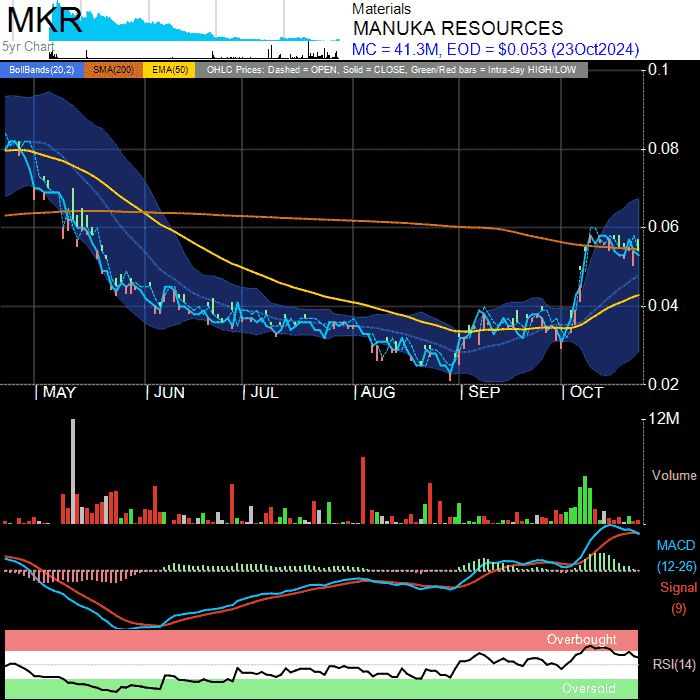 MKR
5yr Chart
Materials
MANUKA RESOURCES
MC = 41.3M, EOD = $0.053 (23Oct2024)
BollBands(20,2) SMA(200) EMA(50) OHLC Prices: Dashed = OPEN, Solid = CLOSE, Green/Red bars = Intra-day HIGH/LOW
0.1
0.08
0.06
0.04
0.02
| MAY | JUN | JUL | AUG | SEP | OCT
12M
Volume
MACD
(12-26)
Signal
(9)
Overbought
RSI(14)
Oversold